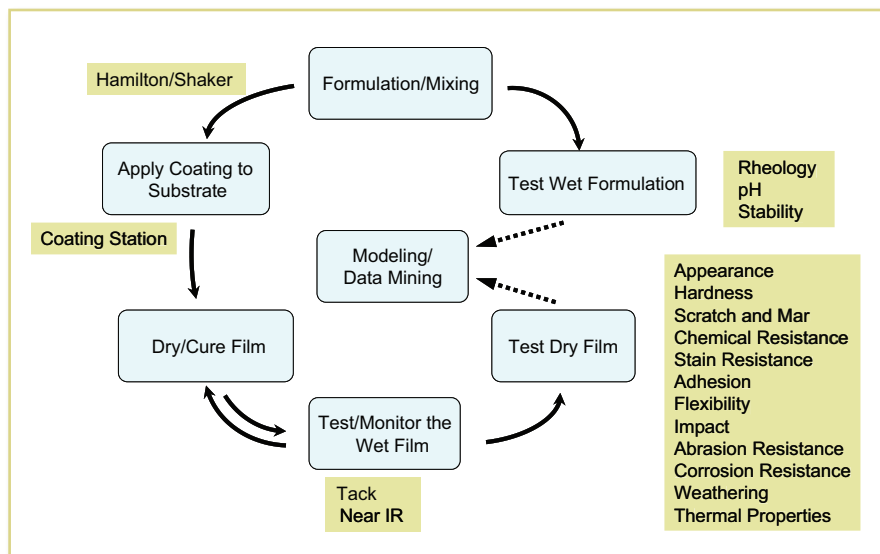 Hamilton/Shaker
Formulation/Mixing
Apply Coating to
Substrate
Test Wet Formulation
Rheology
pH
Stability
Coating Station
Modeling/
Data Mining
Appearance
Hardness
Scratch and Mar
Chemical Resistance
Stain Resistance
Adhesion
Flexibility
Impact
Abrasion Resistance
Corrosion Resistance
Weathering
Thermal Properties
Dry/Cure Film
Test Dry Film
Test/Monitor the
Wet Film
Tack
Near IR